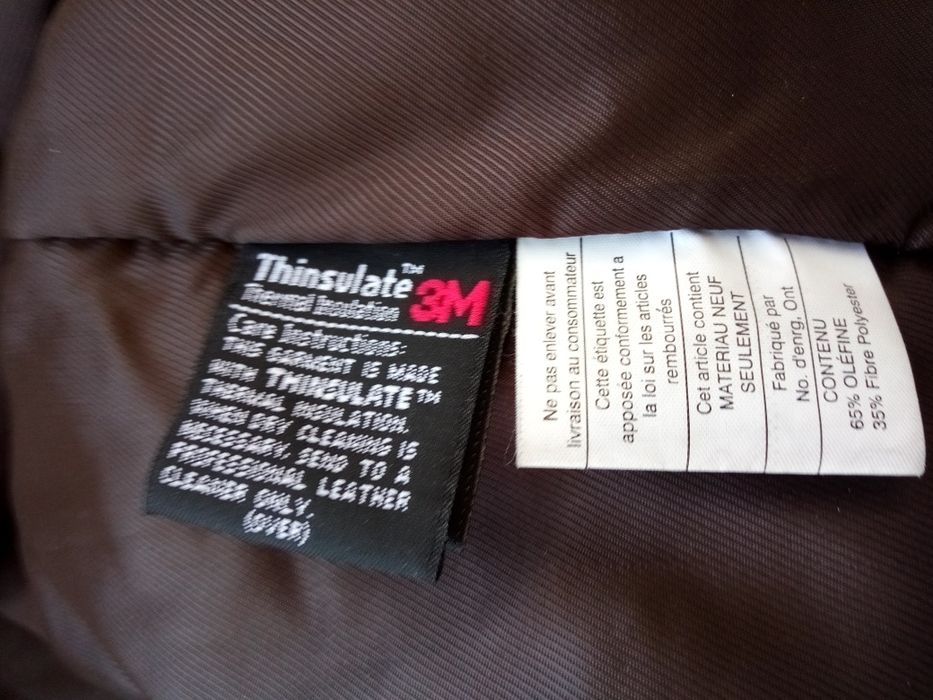 Thinsulate™
Thermal Insulation
3M
Care Instructions:
THE GARMENT IS MADE
WITH THINSULATE™
THERMAL INSULATION.
WHEN DRY, CLEANING IS
NECESSARY, SEND TO A
PROFESSIONAL LEATHER
CLEANER ONLY.
(OVER)
Ne pas enlever avant
livraison au consommateur
Cette étiquette est
apposée conformement a
la loi sur les articles
rembourrés
Cet article contient
MATERIAU NEUF
SEULEMENT
Fabriqué par
No. d'enrg, Ont
CONTENU
65% OLÉFINE
35% Fibre Polyester